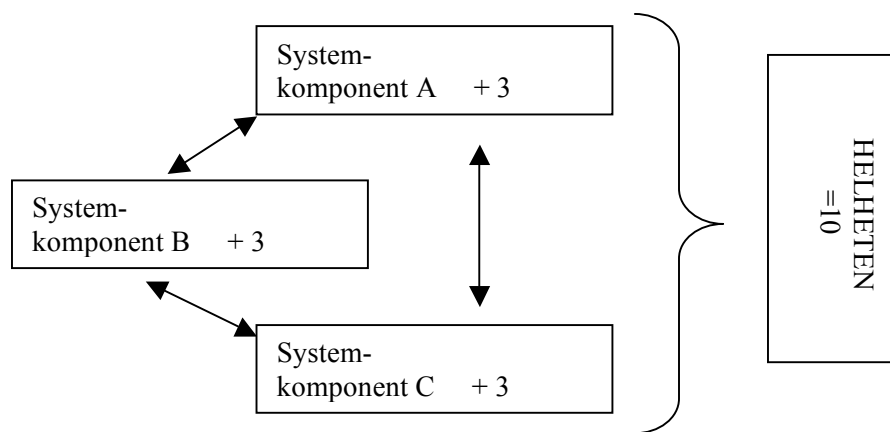 System-
komponent A + 3
System-
komponent B + 3
System-
komponent C + 3
HELHETEN
=10